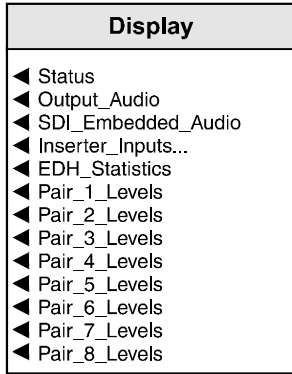 Display
Status
Output_Audio
SDI_Embedded_Audio
Inserter_Inputs...
EDH_Statistics
Pair_1_Levels
Pair_2_Levels
Pair_3_Levels
Pair_4_Levels
Pair_5_Levels
Pair_6_Levels
Pair_7_Levels
Pair_8_Levels